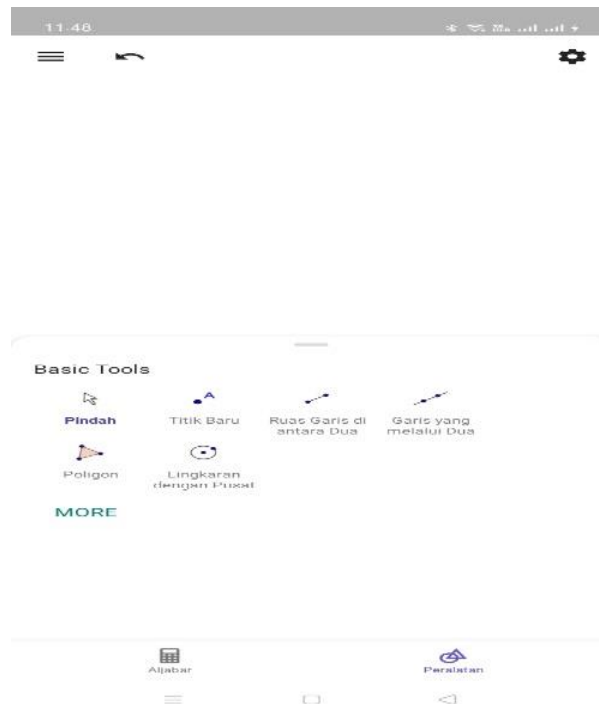 11:48
Basic Tools
A
Pindah
Titik Baru
Ruas Garis di
antara Dua
Garis yang
melalui Dua
Poligon
Lingkaran
dengan Pusat
MORE
Aljabar
Peralatan